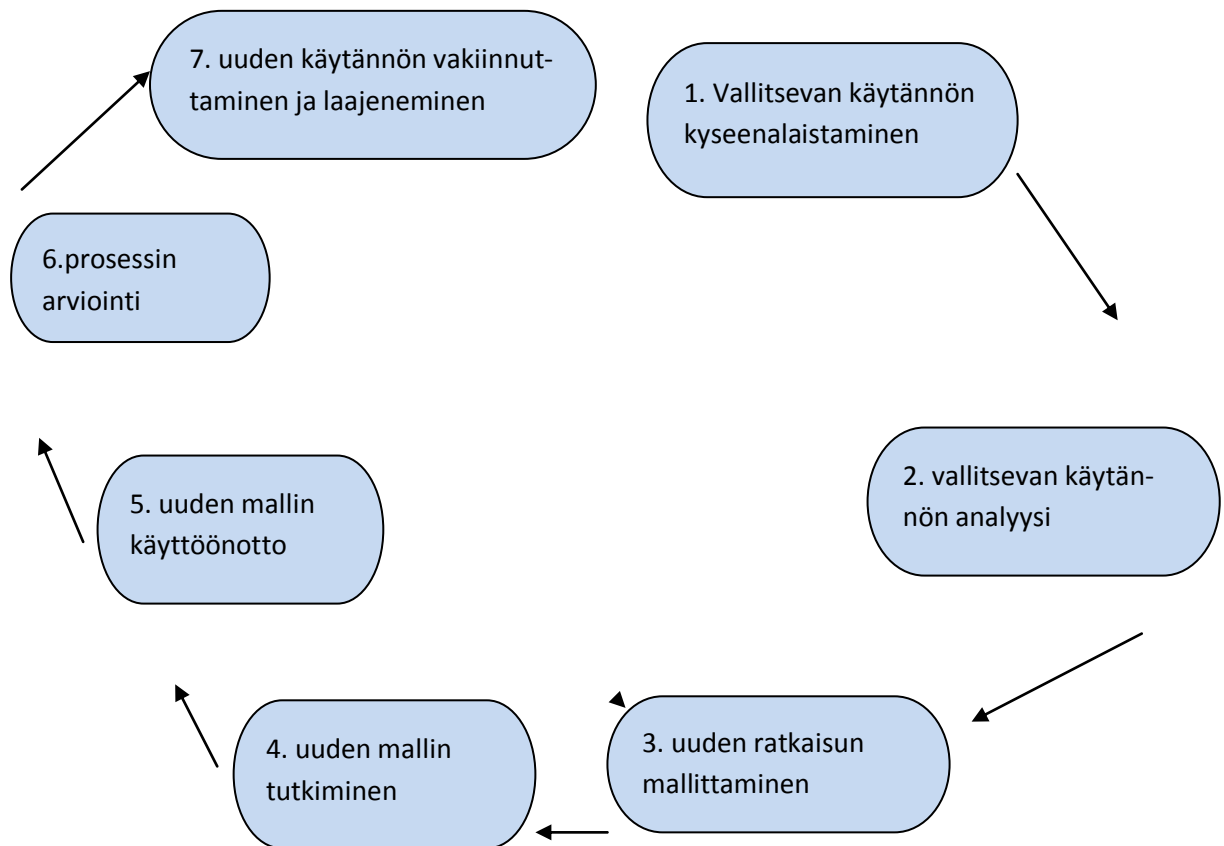 7. uuden käytännön vakiinnut-
taminen ja laajeneminen
1. Vallitsevan käytännön
kyseenalaistaminen
6.prosessin
arviointi
2. vallitsevan käytän-
nön analyysi
5. uuden mallin
käyttöönotto
3. uuden ratkaisun
mallittaminen
4. uuden mallin
tutkiminen